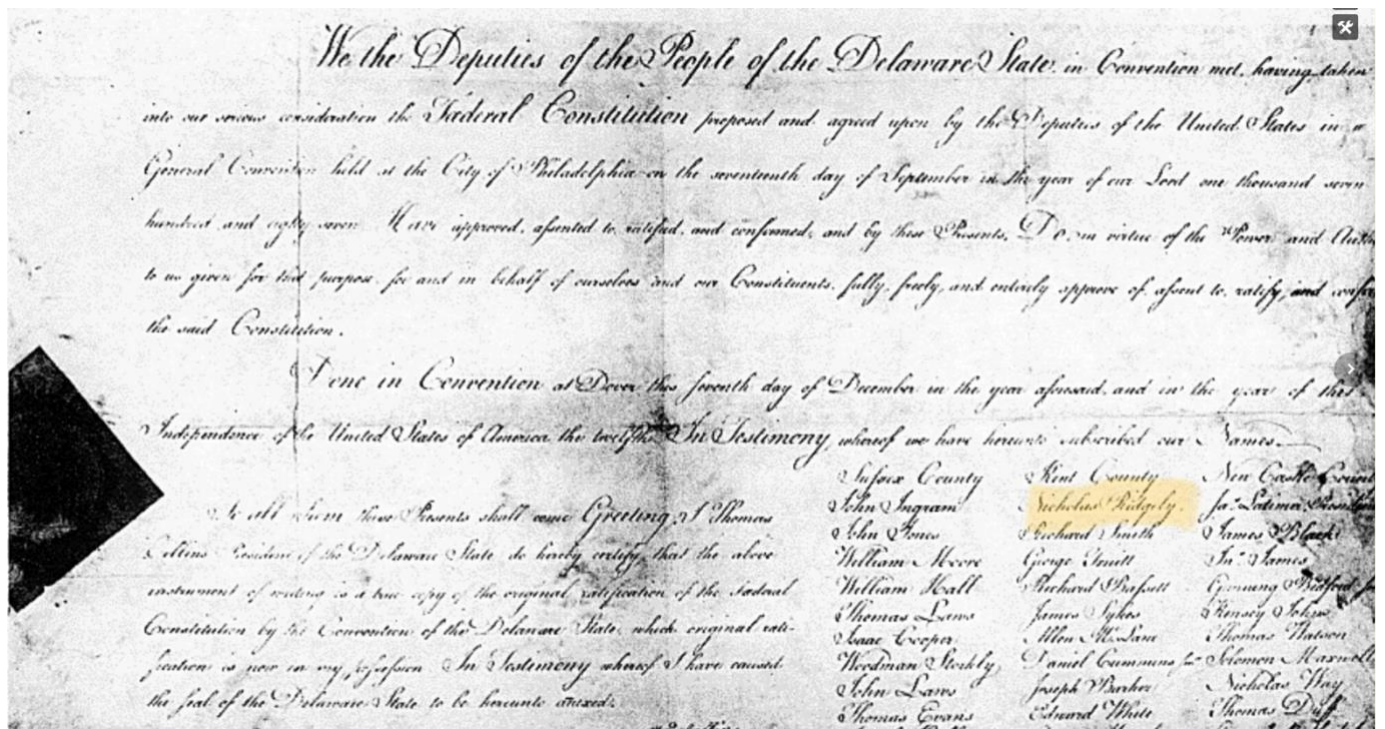 We the Deputies of the People of the Delaware State, in Convention met, having taken
into our serious consideration the Fœderal Constitution proposed and agreed upon by the Deputies of the United States in a
General Convention held at the City of Philadelphia on the seventeenth day of September in the year of our Lord one thousand seven
hundred and eighty seven Have approved, assented to, ratified, and confirmed, and by these Presents, Do, in virtue of the Power and
to us given for that purpose, for and in behalf of ourselves and our Constituents, fully, freely, and entirely approve of, assent to, ratify, and
the said Constitution.
Done in Convention at Dover this seventh day of December in the year aforesaid, and in the year of the
Independence of the United States of America the twelfth. In Testimony whereof we have hereunto subscribed our Names.
Sussex County Kent County New Castle
To all whom these Presents shall come Greeting, I Thomas John Ingram Nicholas Ridgely. Jas. Latimer
Collins President of the Delaware State do hereby certify, that the above John Jones Richard Smith James Black
instrument of writing is a true copy of the original ratification of the Fœderal William Moore George Truitt Jno. James
Constitution by the Convention of the Delaware State, which original rati- William Hall Richard Bassett Gunning Bedford
fication is now in my possession. In Testimony whereof I have caused Thomas Laws James Sykes Kensey Johns
the seal of the Delaware State to be hereunto anexed. Isaac Cooper Allen McLane Thomas Watson
Woodman Stockly Daniel Cummins Solomon Maxwell
John Laws Joseph Barker Nicholas Way
Thomas Evans Edward White Thomas Duff